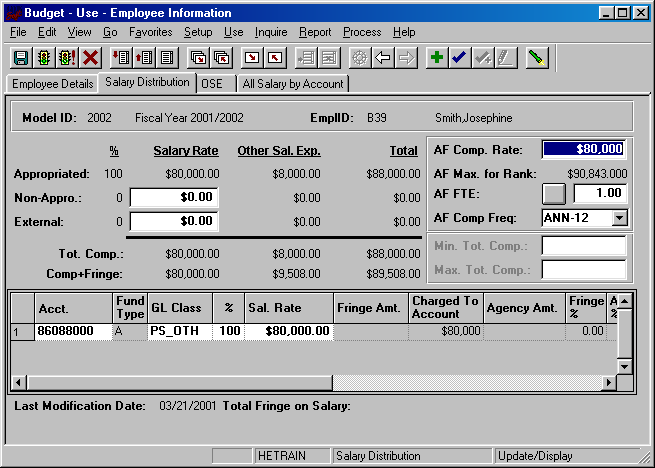 Budget - Use - Employee Information
File Edit View Go Favorites Setup Use Inquire Report Process Help
Employee Details Salary Distribution OSE All Salary by Account
Model ID: 2002 Fiscal Year 2001/2002 EmplID: B39 Smith,Josephine
% Salary Rate Other Sal. Exp. Total
Appropriated: 100 $80,000.00 $8,000.00 $88,000.00
Non-Appro.: 0 $0.00 $0.00 $0.00
External: 0 $0.00 $0.00 $0.00
Tot. Comp.: $80,000.00 $8,000.00 $88,000.00
Comp+Fringe: $80,000.00 $9,508.00 $89,508.00
AF Comp. Rate: $80,000
AF Max. for Rank: $90,843.000
AF FTE: 1.00
AF Comp Freq: ANN-12
Min. Tot. Comp.:
Max. Tot. Comp.:
Acct. Fund Type GL Class % Sal. Rate Fringe Amt. Charged To Account Agency Amt. Fringe % A %
1 86088000 A PS_OTH 100 $80,000.00 $80,000 0.00
Last Modification Date: 03/21/2001 Total Fringe on Salary:
HETRAIN Salary Distribution Update/Display